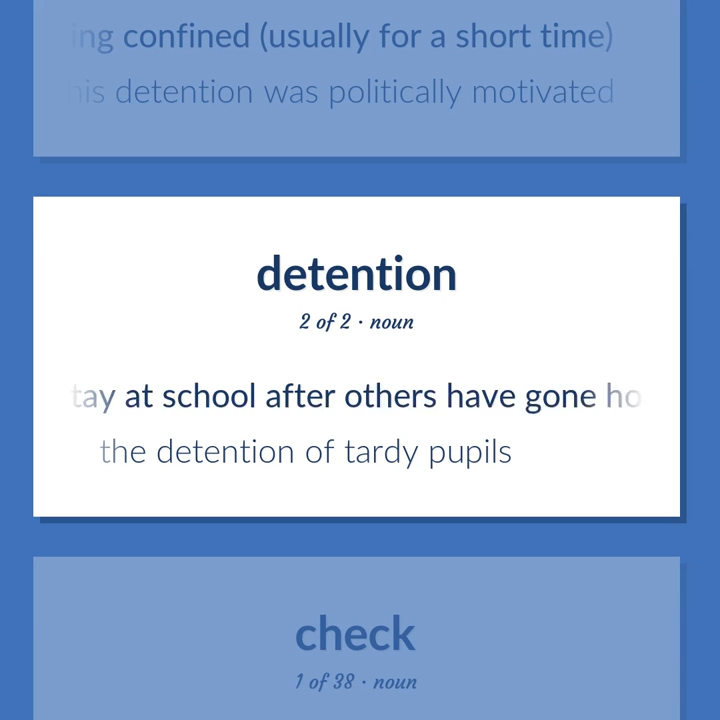 ing confined (usually for a short time)
his detention was politically motivated
detention
2 of 2 · noun
tay at school after others have gone ho
the detention of tardy pupils
check
1 of 38 · noun